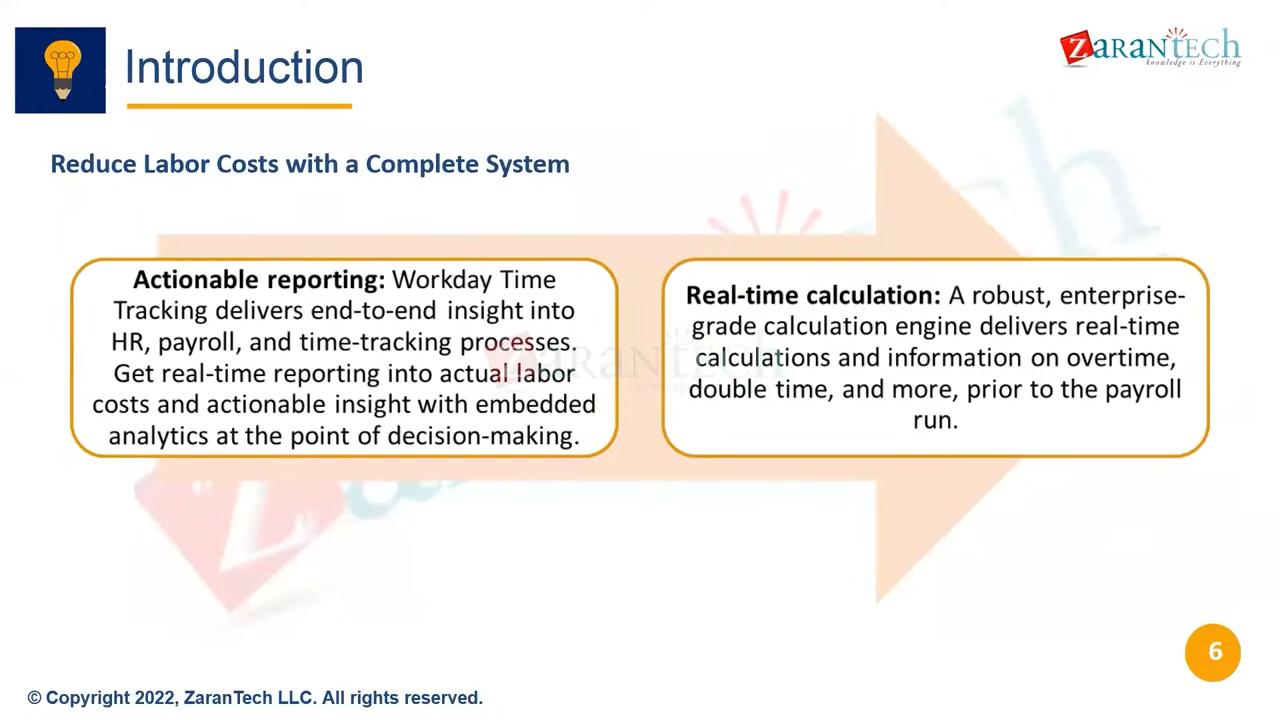 Introduction
ZaranTech
knowledge is Everything
Reduce Labor Costs with a Complete System
Actionable reporting: Workday Time
Tracking delivers end-to-end insight into
HR, payroll, and time-tracking processes.
Get real-time reporting into actual labor
costs and actionable insight with embedded
analytics at the point of decision-making.
Real-time calculation: A robust, enterprise-
grade calculation engine delivers real-time
calculations and information on overtime,
double time, and more, prior to the payroll
run.
ZaranTech
6
© Copyright 2022, ZaranTech LLC. All rights reserved.